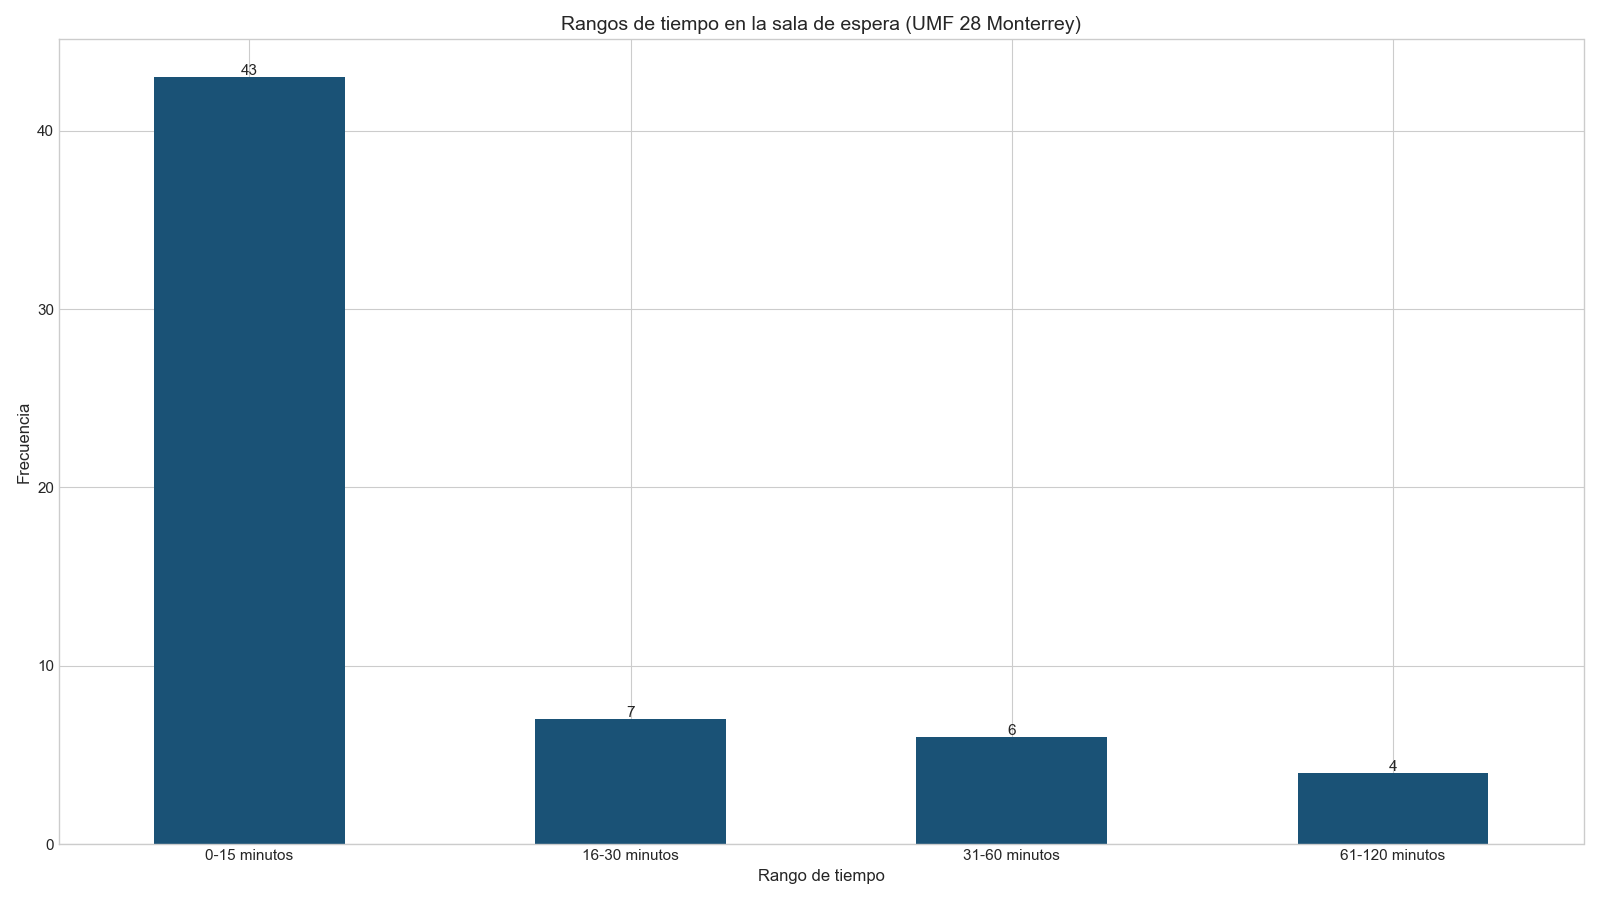 Rangos de tiempo en la sala de espera (UMF 28 Monterrey)
43
40
30
20
10
0
7
6
4
Frecuencia
0-15 minutos
16-30 minutos
31-60 minutos
61-120 minutos
Rango de tiempo